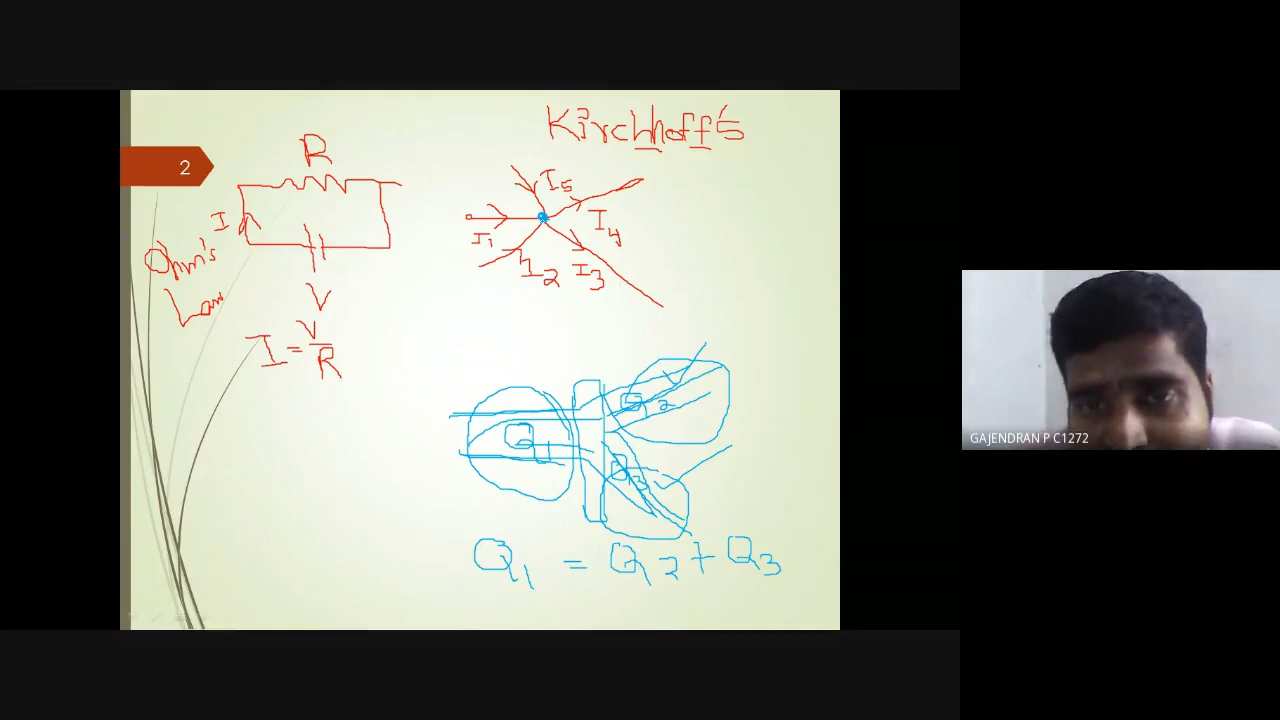 Kirchhoff's
2
R
I
Ohm's
Law
V
I = V/R
I5
I1
I4
I2
I3
Q1
Q2
Q3
Q1 = Q2 + Q3
GAJENDRAN P C1272